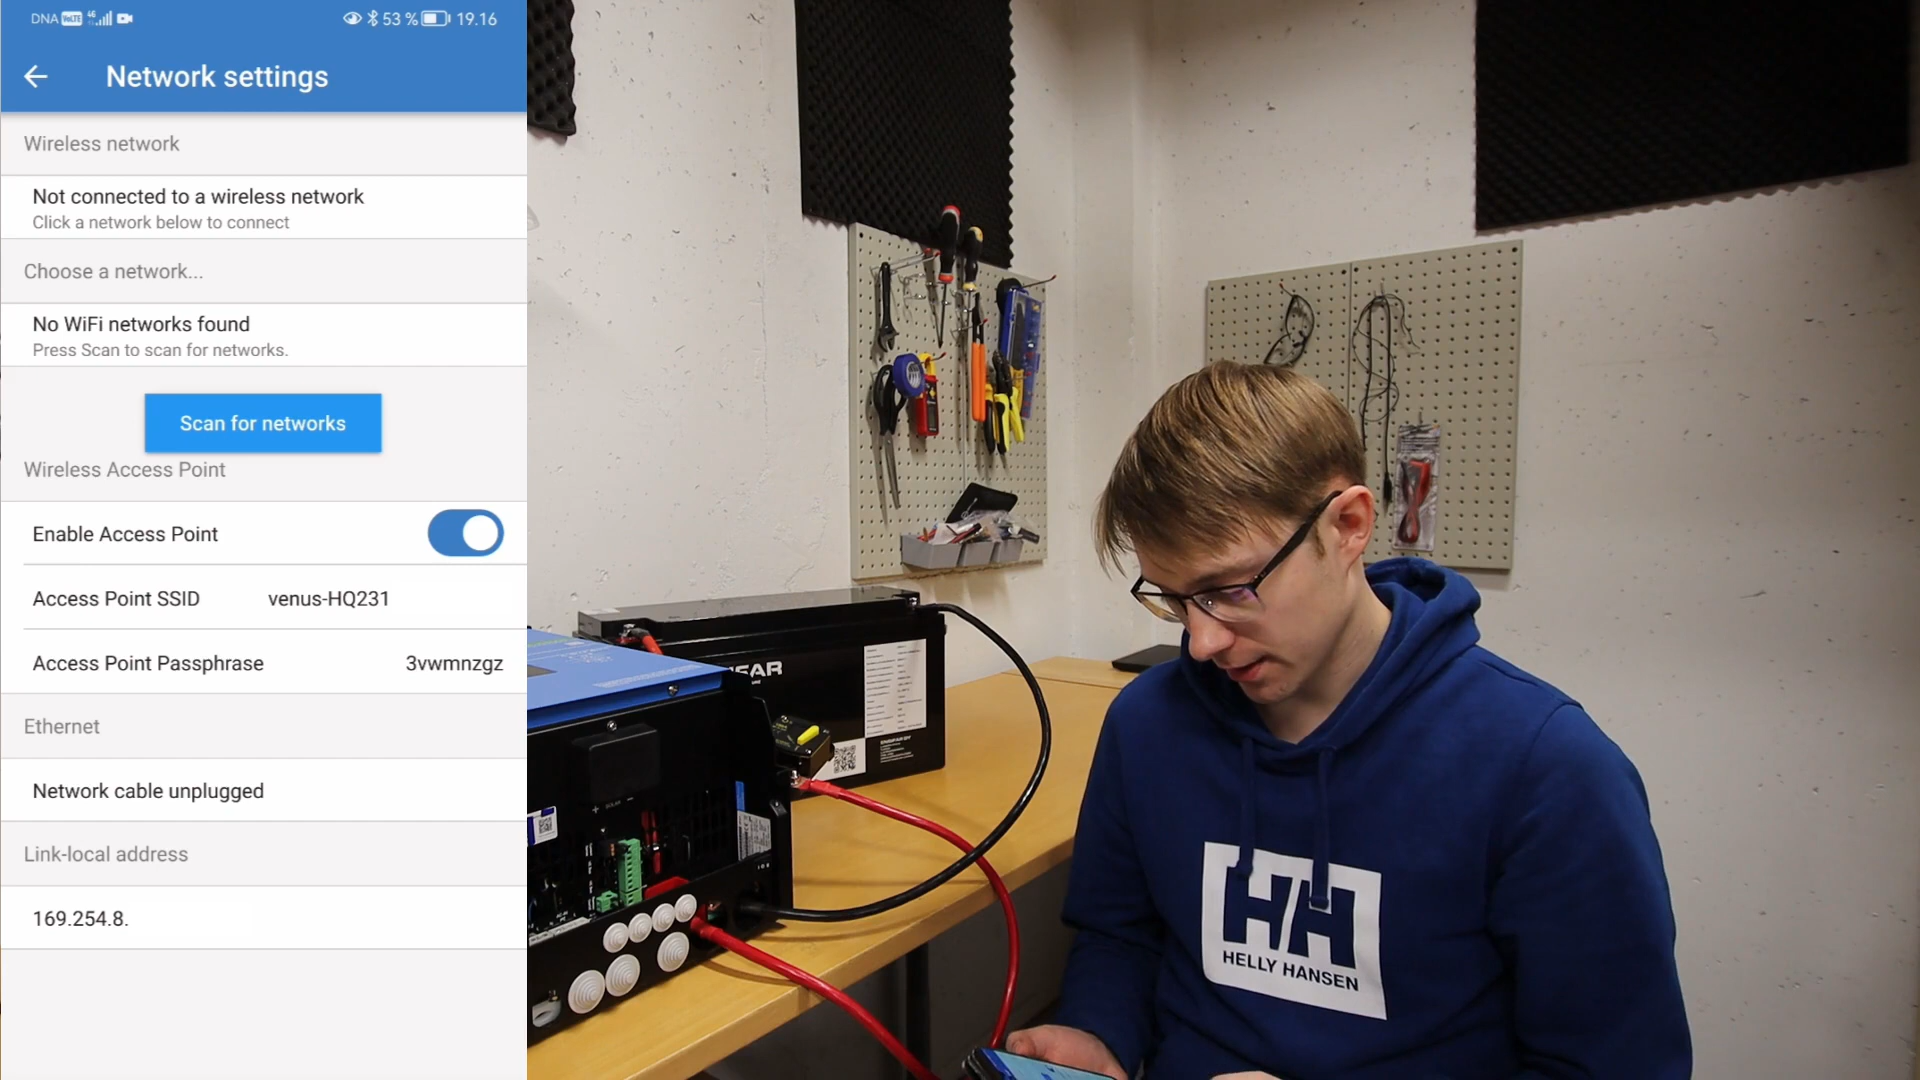 DNA VoLTE 4G 53 % 19.16
Network settings
Wireless network
Not connected to a wireless network
Click a network below to connect
Choose a network...
No WiFi networks found
Press Scan to scan for networks.
Scan for networks
Wireless Access Point
Enable Access Point
Access Point SSID venus-HQ231
Access Point Passphrase 3vwmnzgz
Ethernet
Network cable unplugged
Link-local address
169.254.8.
SOLAR
HH
HELLY HANSEN